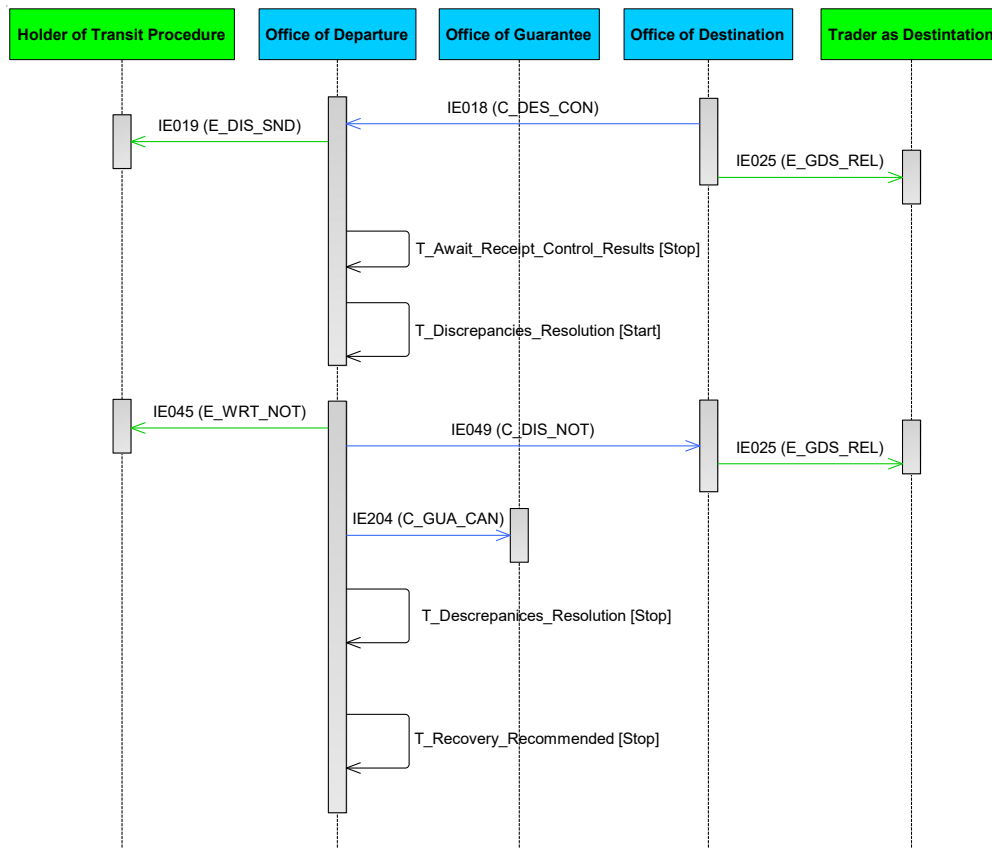 Holder of Transit Procedure
Office of Departure
Office of Guarantee
Office of Destination
Trader as Destintation
IE018 (C_DES_CON)
IE019 (E_DIS_SND)
IE025 (E_GDS_REL)
T_Await_Receipt_Control_Results [Stop]
T_Discrepancies_Resolution [Start]
IE045 (E_WRT_NOT)
IE049 (C_DIS_NOT)
IE025 (E_GDS_REL)
IE204 (C_GUA_CAN)
T_Descrepanices_Resolution [Stop]
T_Recovery_Recommended [Stop]